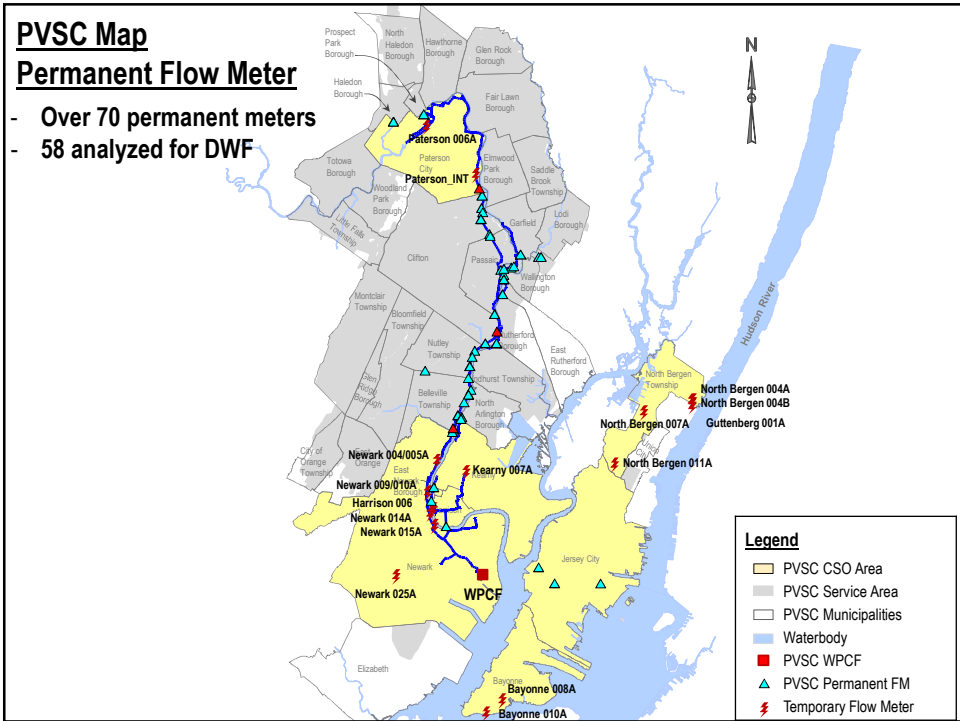 PVSC Map
Permanent Flow Meter
- Over 70 permanent meters
- 58 analyzed for DWF
Prospect
Park
Borough
North
Haledon
Borough
Hawthorne
Borough
Glen Rock
Borough
Haledon
Borough
Fair Lawn
Borough
N
Paterson 006A
Paterson
City
Paterson_INT
Elmwood
Park
Borough
Saddle
Brook
Township
Totowa
Borough
Woodland
Park
Borough
Little Falls
Township
Garfield
Lodi
Borough
Clifton
Passaic
Wallington
Borough
Montclair
Township
Bloomfield
Township
Nutley
Township
Rutherford
Borough
East
Rutherford
Borough
Hudson River
Glen
Ridge
Borough
Belleville
Township
Lyndhurst Township
North
Arlington
Borough
North Bergen
Township
North Bergen 004A
North Bergen 004B
Guttenberg 001A
North Bergen 007A
Union
City
North Bergen 011A
City of
Orange
Township
East
Orange
Newark 004/005A
Kearny 007A
Kearny
East
Newark
Borough
Newark 009/010A
Harrison 006
Newark 014A
Newark 015A
Newark
Newark 025A
WPCF
Jersey City
Elizabeth
Bayonne
Bayonne 008A
Bayonne 010A
Legend
PVSC CSO Area
PVSC Service Area
PVSC Municipalities
Waterbody
PVSC WPCF
PVSC Permanent FM
Temporary Flow Meter